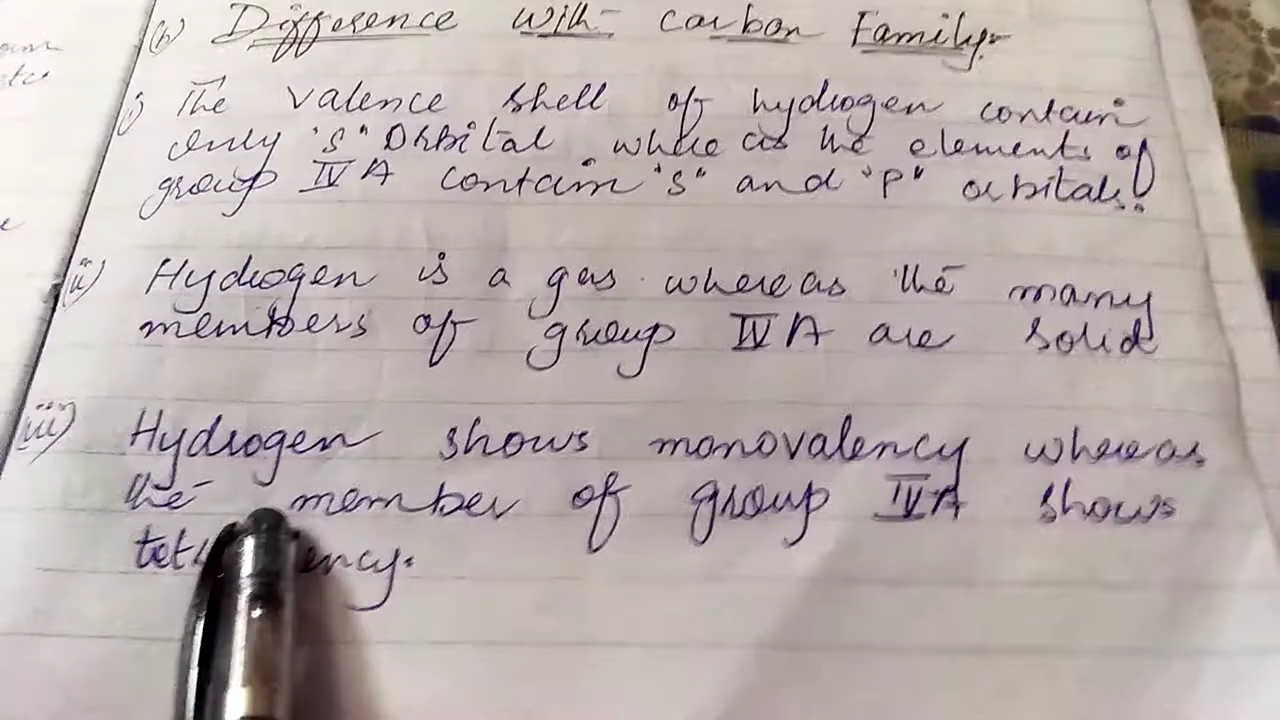 (b) Difference with carbon Family:-
i) The valence shell of hydrogen contain
only "s" Orbital where as the elements of
group IVA contain "s" and "P" orbitals.
(ii) Hydrogen is a gas whereas the many
members of group IVA are solid
iii) Hydrogen shows monovalency whereas
the member of group IVA shows